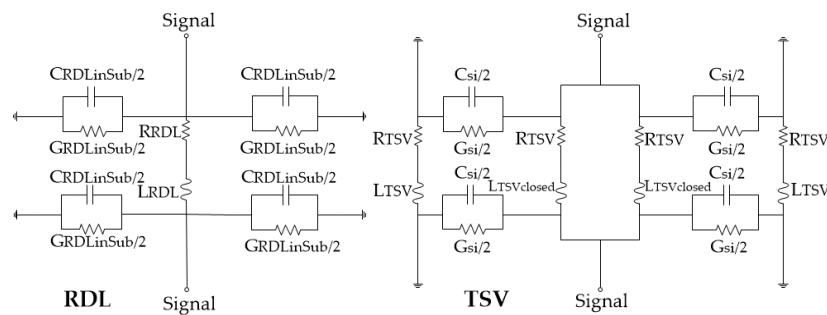 Signal
CRDLinSub/2
CRDLinSub/2
GRDLinSub/2
RRDL
GRDLinSub/2
CRDLinSub/2
CRDLinSub/2
LRDL
GRDLinSub/2
GRDLinSub/2
RDL
Signal
Signal
Csi/2
Csi/2
RTSV
Gsi/2
RTSV
RTSV
Gsi/2
RTSV
Csi/2
Csi/2
LTSV
LTSVclosed
LTSVclosed
LTSV
Gsi/2
Gsi/2
TSV
Signal